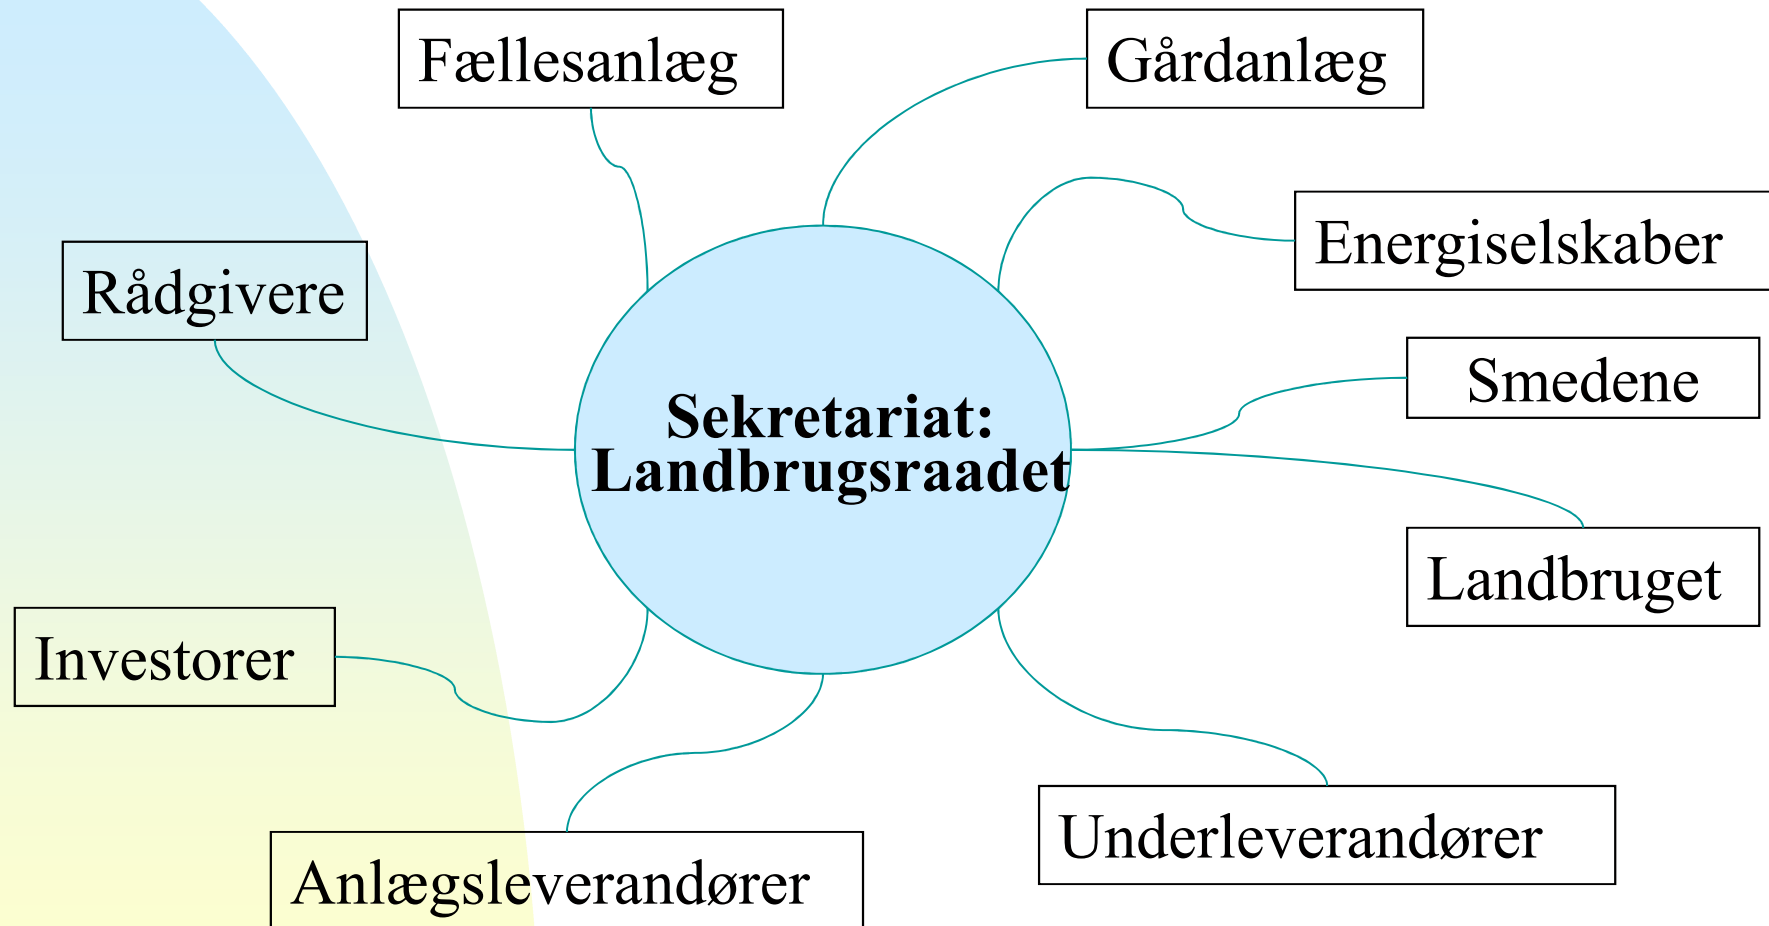 Fællesanlæg
Gårdanlæg
Energiselskaber
Rådgivere
Smedene
Sekretariat:
Landbrugsraadet
Landbruget
Investorer
Underleverandører
Anlægsleverandører